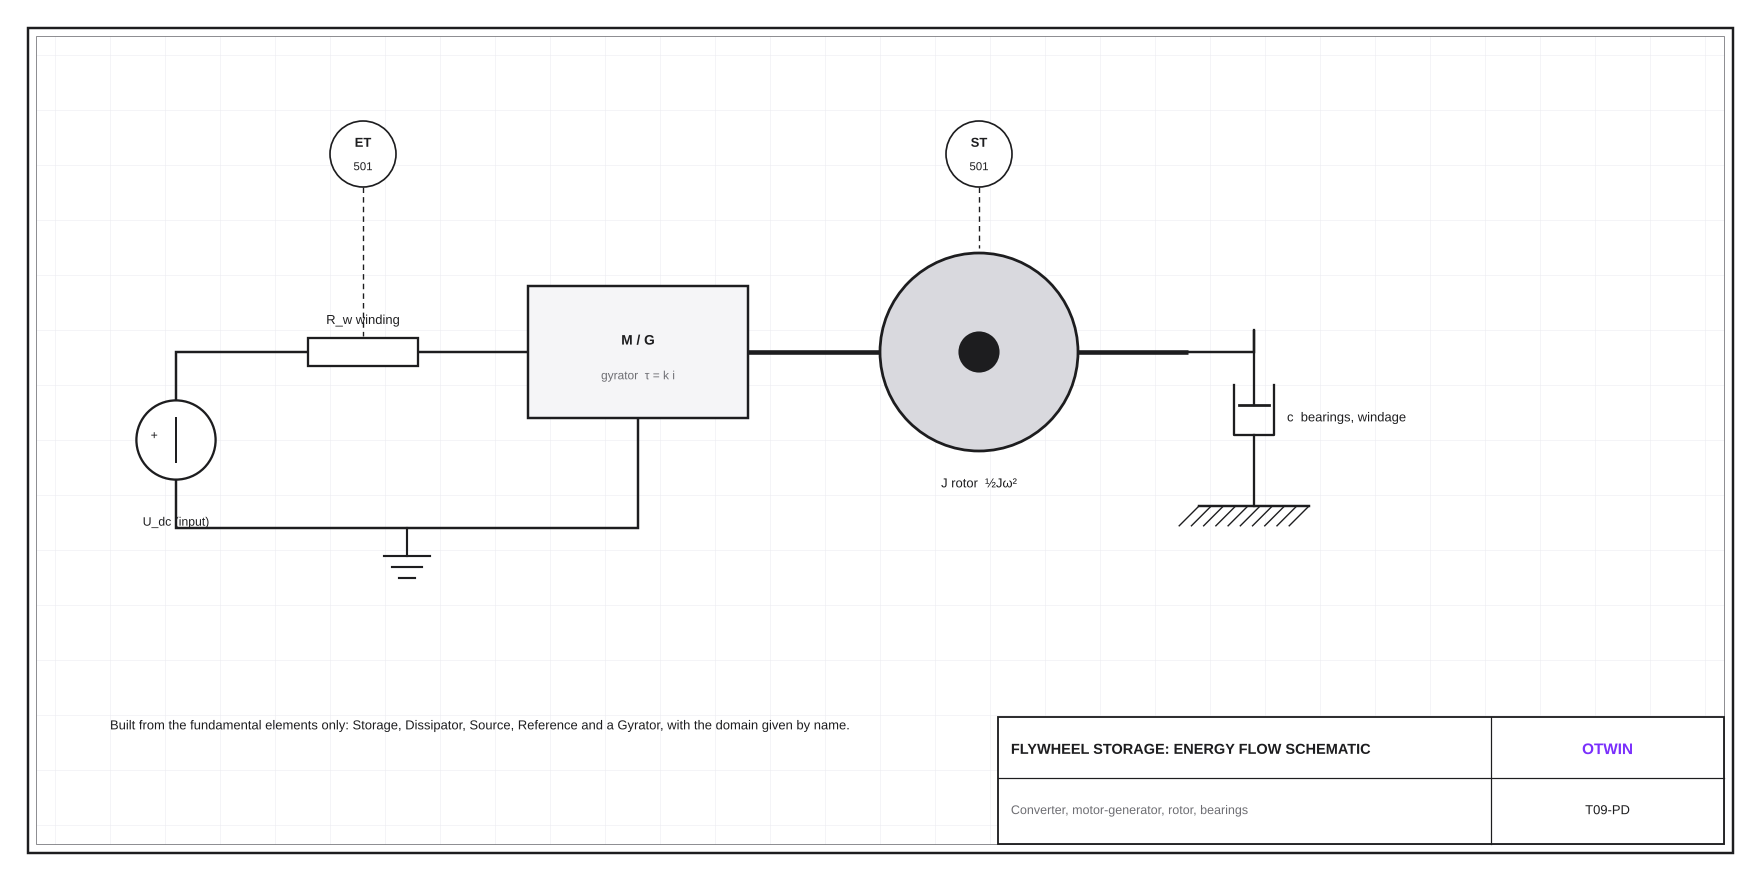 ET
501
ST
501
R_w winding
M / G
gyrator τ = k i
+
c bearings, windage
J rotor ½Jω²
U_dc (input)
Built from the fundamental elements only: Storage, Dissipator, Source, Reference and a Gyrator, with the domain given by name.
FLYWHEEL STORAGE: ENERGY FLOW SCHEMATIC
OTWIN
Converter, motor-generator, rotor, bearings
T09-PD